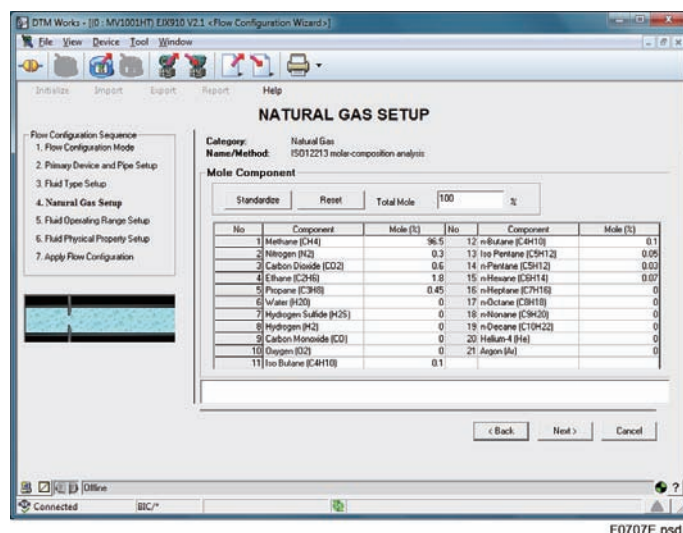 DTM Works - [(0 : MV1001HT) EJX910 V2.1 <Flow Configuration Wizard>]
File View Device Tool Window
Initialize Import Export Report Help
NATURAL GAS SETUP
Flow Configuration Sequence
1. Flow Configuration Mode
2. Primary Device and Pipe Setup
3. Fluid Type Setup
4. Natural Gas Setup
5. Fluid Operating Range Setup
6. Fluid Physical Property Setup
7. Apply Flow Configuration
Category: Natural Gas
Name/Method: ISO12213 molar-composition analysis
Mole Component
Standardize Reset Total Mole 100 %
No Component Mole (%) No Component Mole (%)
1 Methane (CH4) 96.5 12 n-Butane (C4H10) 0.1
2 Nitrogen (N2) 0.3 13 Iso Pentane (C5H12) 0.05
3 Carbon Dioxide (CO2) 0.6 14 n-Pentane (C5H12) 0.03
4 Ethane (C2H6) 1.8 15 n-Hexane (C6H14) 0.07
5 Propane (C3H8) 0.45 16 n-Heptane (C7H16) 0
6 Water (H2O) 0 17 n-Octane (C8H18) 0
7 Hydrogen Sulfide (H2S) 0 18 n-Nonane (C9H20) 0
8 Hydrogen (H2) 0 19 n-Decane (C10H22) 0
9 Carbon Monoxide (CO) 0 20 Helium-4 (He) 0
10 Oxygen (O2) 0 21 Argon (Ar) 0
11 Iso Butane (C4H10) 0.1
< Back Next > Cancel
Offline
?
Connected BIC/*
F0707E.psd